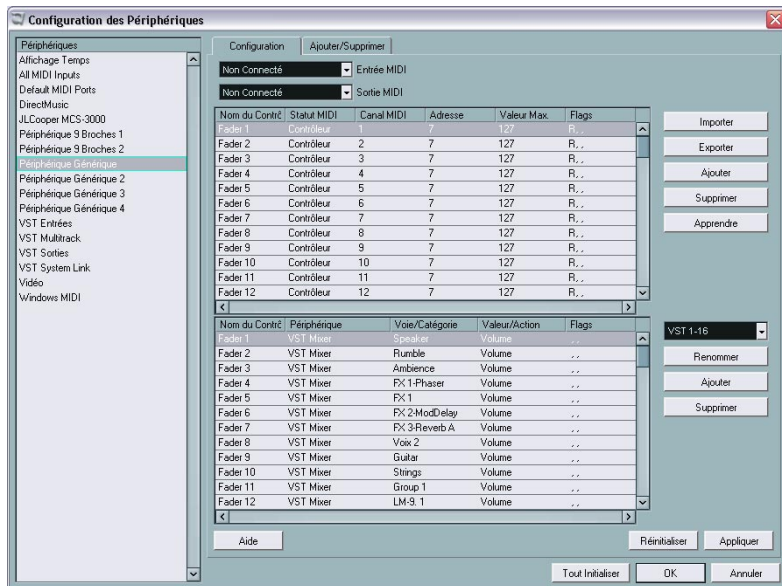 Configuration des Périphériques
Périphériques
Affichage Temps
All MIDI Inputs
Default MIDI Ports
DirectMusic
JLCooper MCS-3000
Périphérique 9 Broches 1
Périphérique 9 Broches 2
Périphérique Générique
Périphérique Générique 2
Périphérique Générique 3
Périphérique Générique 4
VST Entrées
VST Multitrack
VST Sorties
VST System Link
Vidéo
Windows MIDI
Configuration Ajouter/Supprimer
Non Connecté Entrée MIDI
Non Connecté Sortie MIDI
Nom du Contrô Statut MIDI Canal MIDI Adresse Valeur Max. Flags
Fader 1 Contrôleur 1 7 127 R, ,
Fader 2 Contrôleur 2 7 127 R, ,
Fader 3 Contrôleur 3 7 127 R, ,
Fader 4 Contrôleur 4 7 127 R, ,
Fader 5 Contrôleur 5 7 127 R, ,
Fader 6 Contrôleur 6 7 127 R, ,
Fader 7 Contrôleur 7 7 127 R, ,
Fader 8 Contrôleur 8 7 127 R, ,
Fader 9 Contrôleur 9 7 127 R, ,
Fader 10 Contrôleur 10 7 127 R, ,
Fader 11 Contrôleur 11 7 127 R, ,
Fader 12 Contrôleur 12 7 127 R, ,
Importer
Exporter
Ajouter
Supprimer
Apprendre
Nom du Contrô Périphérique Voie/Catégorie Valeur/Action Flags
Fader 1 VST Mixer Speaker Volume , ,
Fader 2 VST Mixer Rumble Volume , ,
Fader 3 VST Mixer Ambience Volume , ,
Fader 4 VST Mixer FX 1-Phaser Volume , ,
Fader 5 VST Mixer FX 1 Volume , ,
Fader 6 VST Mixer FX 2-ModDelay Volume , ,
Fader 7 VST Mixer FX 3-Reverb A Volume , ,
Fader 8 VST Mixer Voix 2 Volume , ,
Fader 9 VST Mixer Guitar Volume , ,
Fader 10 VST Mixer Strings Volume , ,
Fader 11 VST Mixer Group 1 Volume , ,
Fader 12 VST Mixer LM-9. 1 Volume , ,
VST 1-16
Renommer
Ajouter
Supprimer
Aide Réinitialiser Appliquer
Tout Initialiser OK Annuler